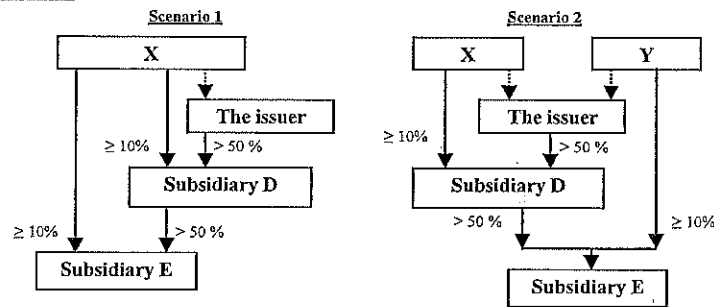 Scenario 1
X
The issuer
≥ 10%
> 50 %
Subsidiary D
≥ 10%
> 50 %
Subsidiary E
Scenario 2
X
Y
The issuer
≥ 10%
> 50 %
Subsidiary D
> 50 %
≥ 10%
Subsidiary E